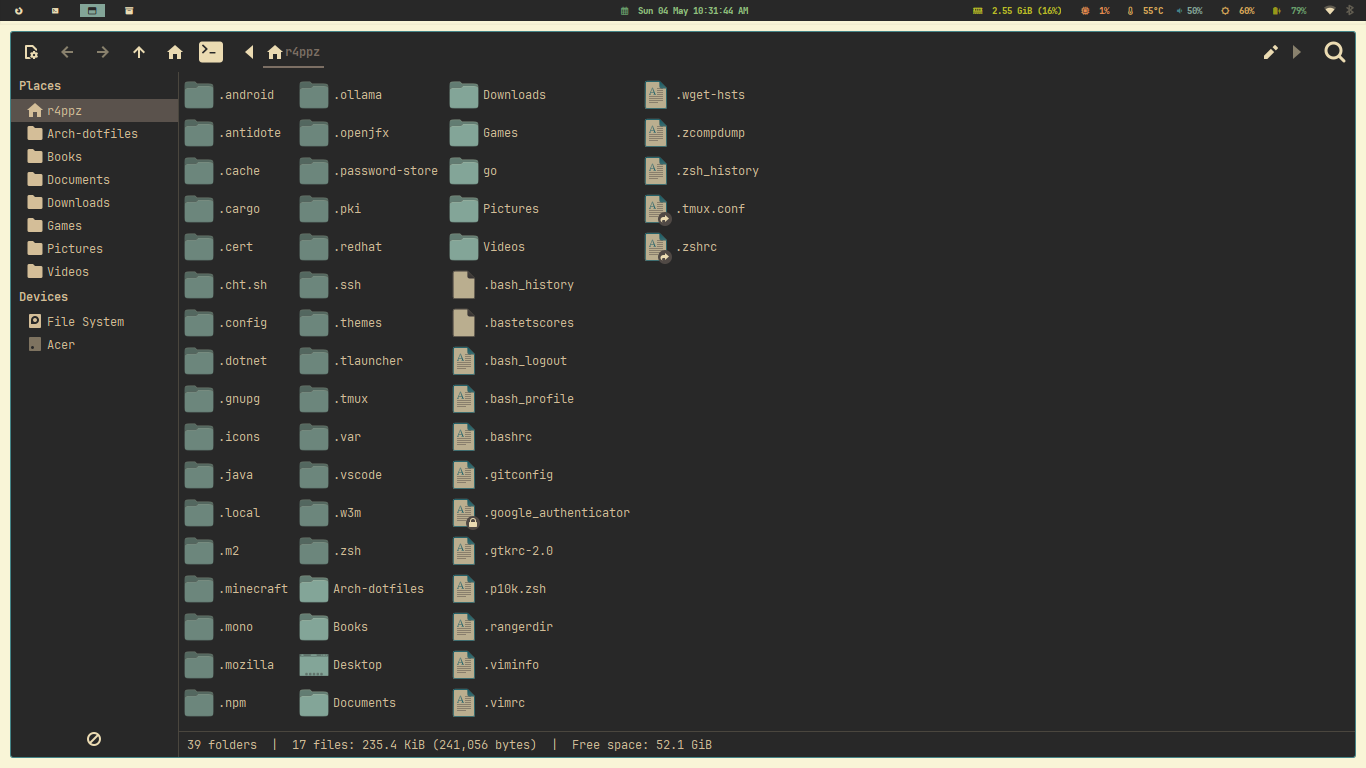 Sun 04 May 10:31:44 AM
2.55 GiB (16%)
1%
55°C
50%
60%
79%
r4ppz
Places
r4ppz
Arch-dotfiles
Books
Documents
Downloads
Games
Pictures
Videos
Devices
File System
Acer
.android
.antidote
.cache
.cargo
.cert
.cht.sh
.config
.dotnet
.gnupg
.icons
.java
.local
.m2
.minecraft
.mono
.mozilla
.npm
.ollama
.openjfx
.password-store
.pki
.redhat
.ssh
.themes
.tlauncher
.tmux
.var
.vscode
.w3m
.zsh
Arch-dotfiles
Books
Desktop
Documents
Downloads
Games
go
Pictures
Videos
.bash_history
.bastetscores
.bash_logout
.bash_profile
.bashrc
.gitconfig
.google_authenticator
.gtkrc-2.0
.p10k.zsh
.rangerdir
.viminfo
.vimrc
.wget-hsts
.zcompdump
.zsh_history
.tmux.conf
.zshrc
39 folders | 17 files: 235.4 KiB (241,056 bytes) | Free space: 52.1 GiB